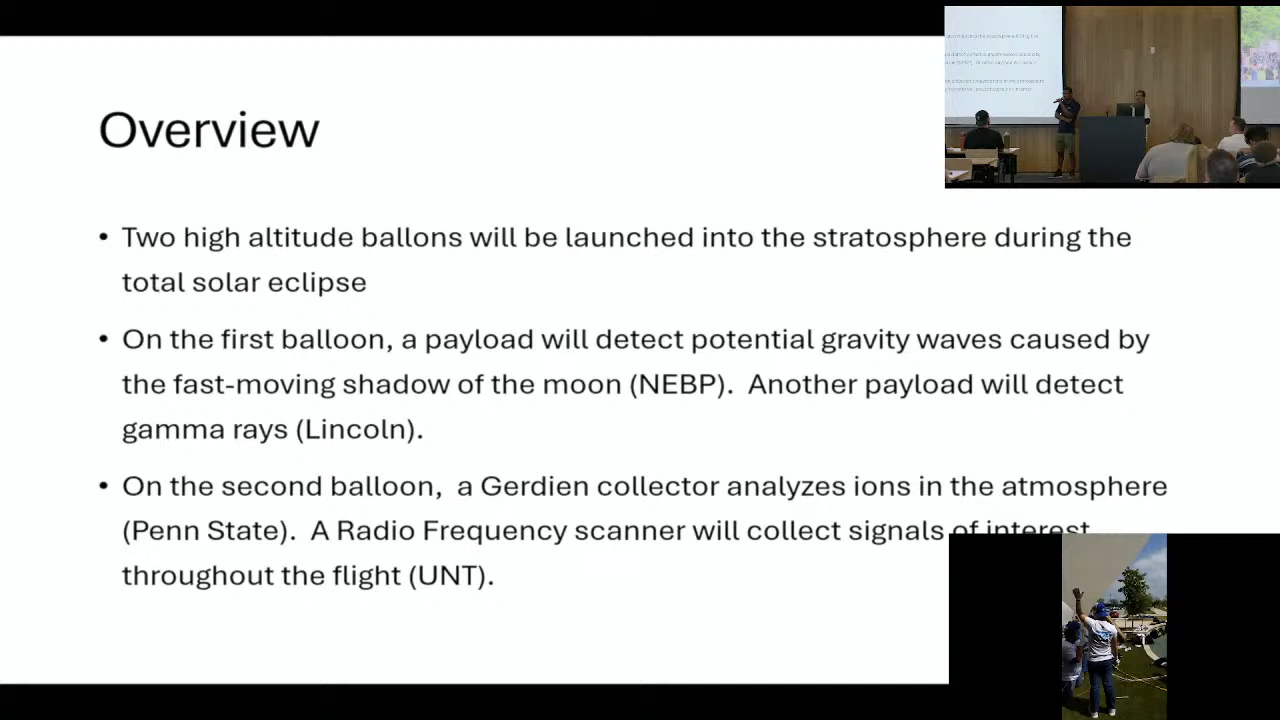 Overview
• Two high altitude ballons will be launched into the stratosphere during the
total solar eclipse
• On the first balloon, a payload will detect potential gravity waves caused by
the fast-moving shadow of the moon (NEBP).  Another payload will detect
gamma rays (Lincoln).
• On the second balloon,  a Gerdien collector analyzes ions in the atmosphere
(Penn State).  A Radio Frequency scanner will collect signals of interest
throughout the flight (UNT).